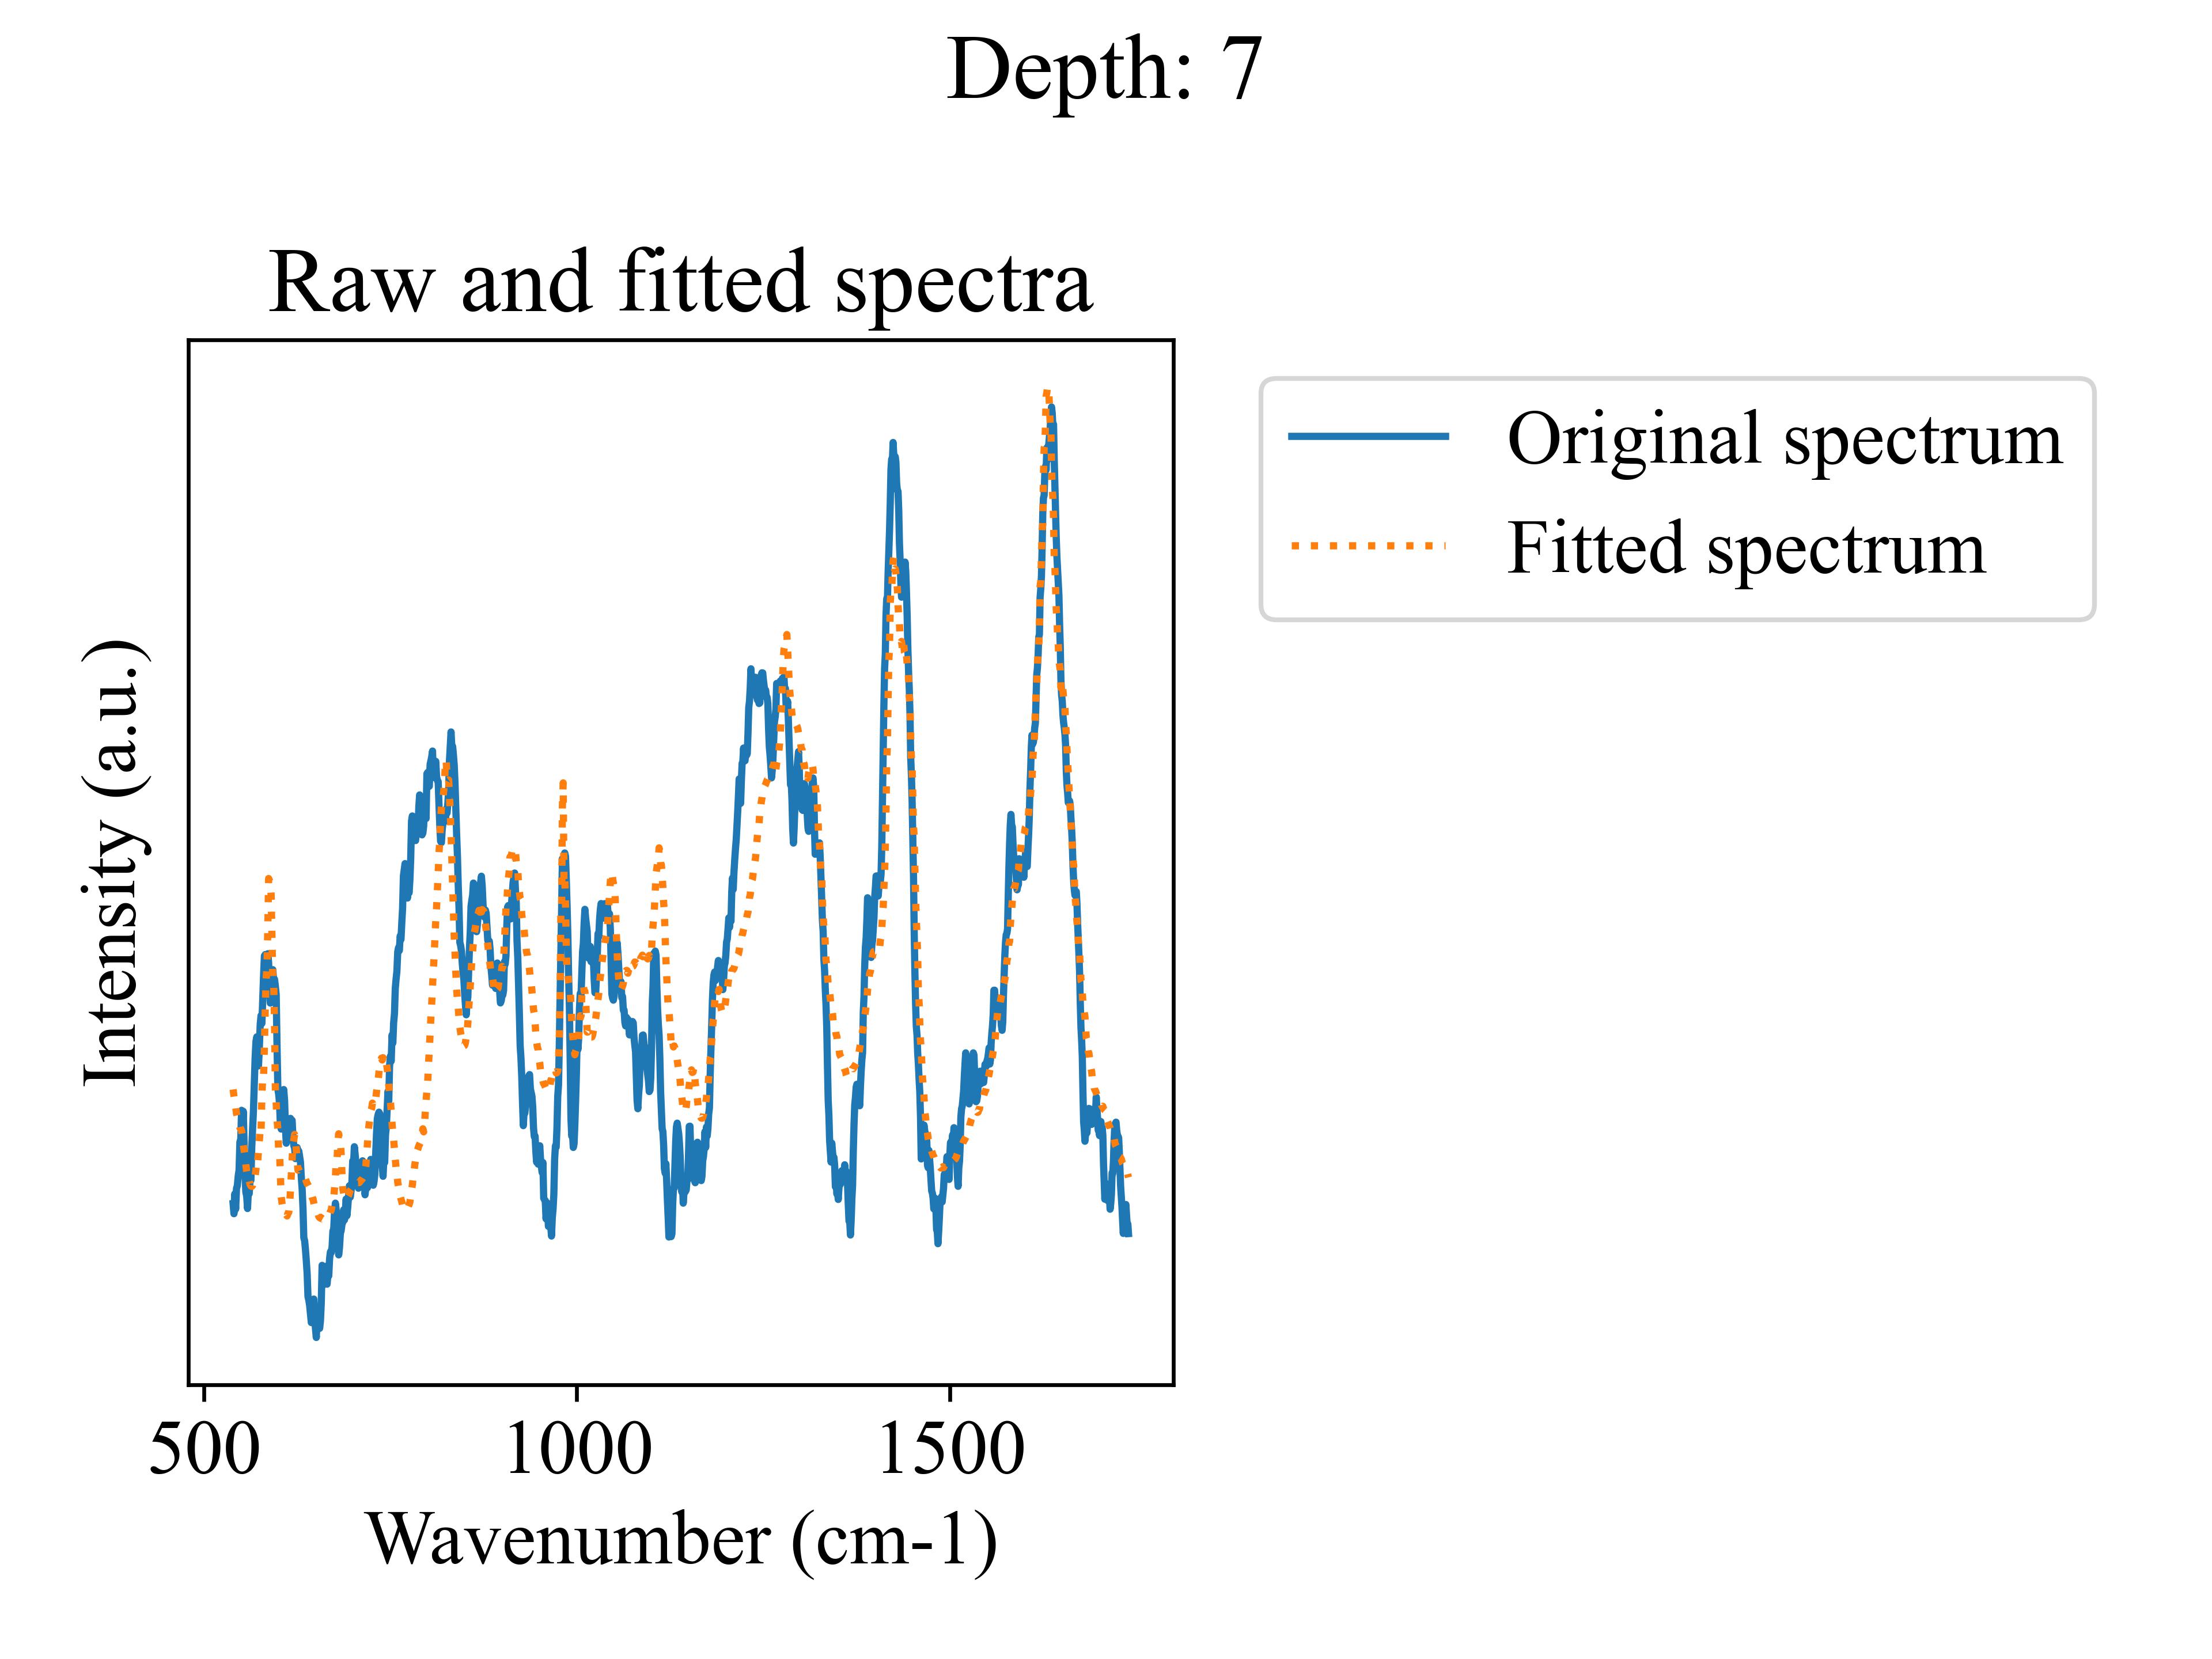 Depth: 7
Raw and fitted spectra
Original spectrum
Fitted spectrum
Intensity (a.u.)
500 1000 1500
Wavenumber (cm-1)